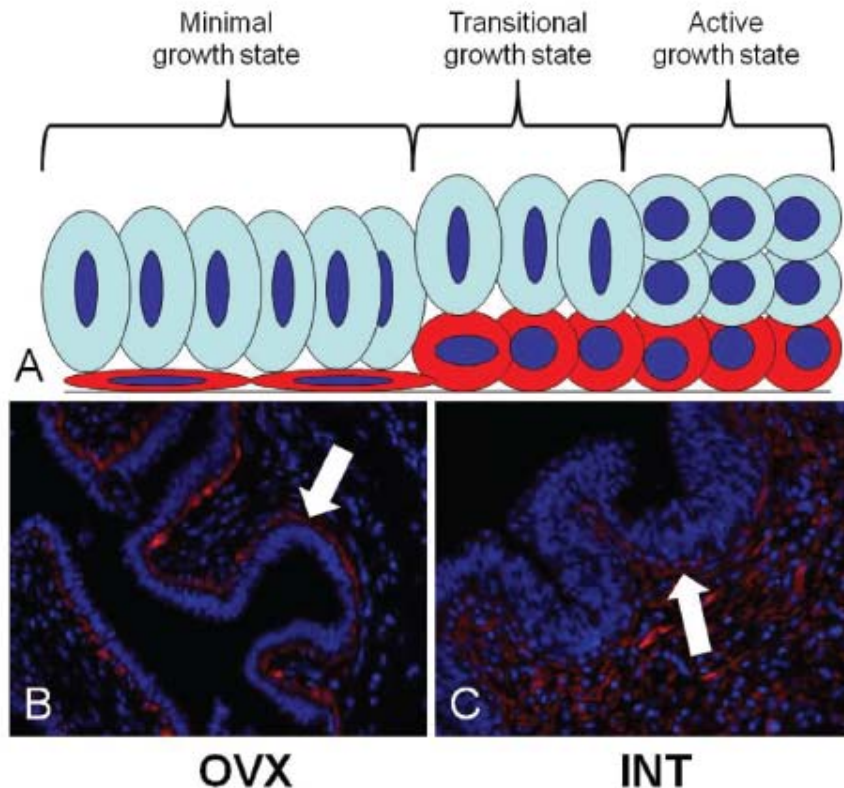 Minimal
growth state
Transitional
growth state
Active
growth state
A
B
C
OVX
INT